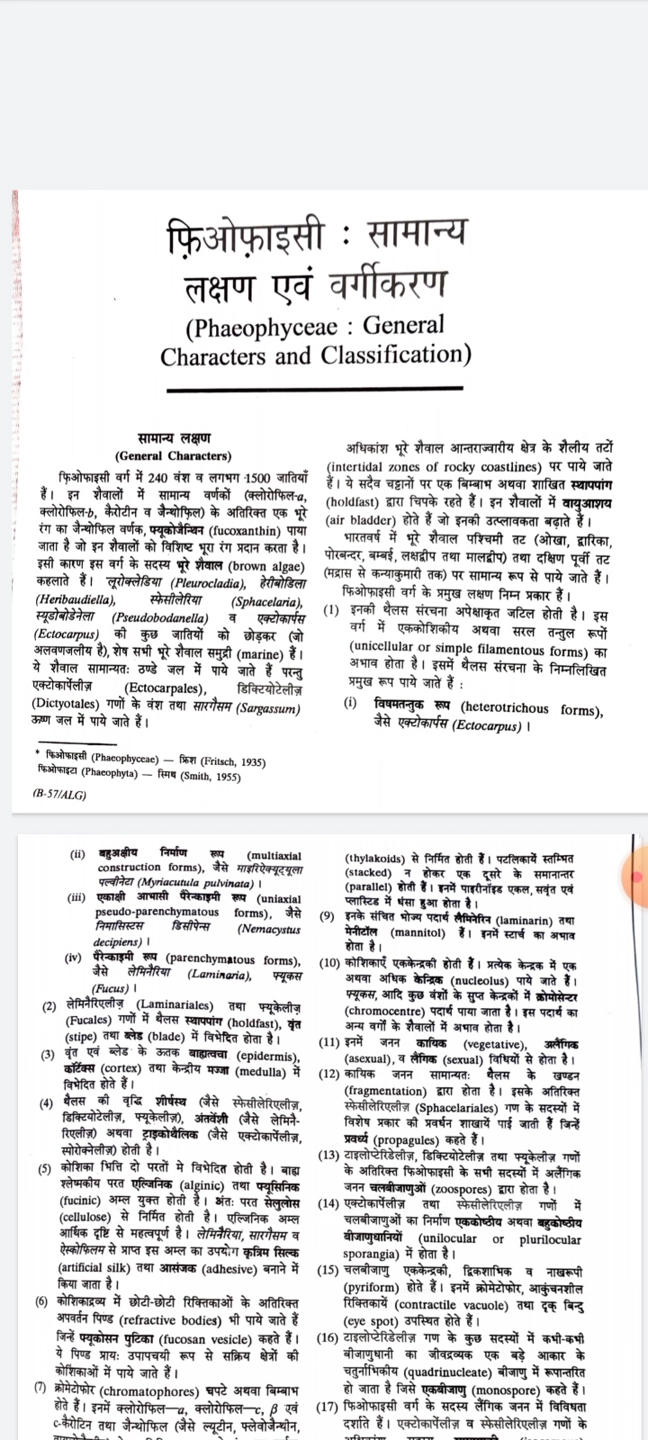 फ़िओफ़ाइसी : सामान्य
लक्षण एवं वर्गीकरण
(Phaeophyceae : General
Characters and Classification)
सामान्य लक्षण
(General Characters)
फ़िओफाइसी वर्ग में 240 वंश व लगभग 1500 जातियाँ
हैं। इन शैवालों में सामान्य वर्णकों (क्लोरोफिल-a,
क्लोरोफिल-b, कैरोटीन व जैन्थोफ़िल) के अतिरिक्त एक भूरे
रंग का जैन्थोफिल वर्णक, फ्यूकोजैन्थिन (fucoxanthin) पाया
जाता है जो इन शैवालों को विशिष्ट भूरा रंग प्रदान करता है।
इसी कारण इस वर्ग के सदस्य भूरे शैवाल (brown algae)
कहलाते हैं। लूरोक्लेडिया (Pleurocladia), हेरीबोडिला
(Heribaudiella), स्फेसीलेरिया (Sphacelaria),
स्यूडोबोडेनेला (Pseudobodanella) व एक्टोकार्पस
(Ectocarpus) की कुछ जातियों को छोड़कर (जो
अलवणजलीय है), शेष सभी भूरे शैवाल समुद्री (marine) हैं।
ये शैवाल सामान्यतः ठण्डे जल में पाये जाते हैं परन्तु
एक्टोकार्पेलीज़ (Ectocarpales), डिक्टियोटेलीज़
(Dictyotales) गणों के वंश तथा सारगैसम (Sargassum)
ऊष्ण जल में पाये जाते हैं।
* फिओफाइसी (Phaeophyceae) — फ्रिश (Fritsch, 1935)
फिओफाइटा (Phaeophyta) — स्मिथ (Smith, 1955)
(B-57/ALG)
अधिकांश भूरे शैवाल आन्तराज्वारीय क्षेत्र के शैलीय तटों
(intertidal zones of rocky coastlines) पर पाये जाते
हैं। ये सदैव चट्टानों पर एक बिम्बाभ अथवा शाखित स्थापपांग
(holdfast) द्वारा चिपके रहते हैं। इन शैवालों में वायुआशय
(air bladder) होते हैं जो इनकी उत्प्लावकता बढ़ाते हैं।
भारतवर्ष में भूरे शैवाल पश्चिमी तट (ओखा, द्वारिका,
पोरबन्दर, बम्बई, लक्षद्वीप तथा मालद्वीप) तथा दक्षिण पूर्वी तट
(मद्रास से कन्याकुमारी तक) पर सामान्य रूप से पाये जाते हैं।
फिओफाइसी वर्ग के प्रमुख लक्षण निम्न प्रकार हैं।
(1) इनकी थैलस संरचना अपेक्षाकृत जटिल होती है। इस
वर्ग में एककोशिकीय अथवा सरल तन्तुल रूपों
(unicellular or simple filamentous forms) का
अभाव होता है। इसमें थैलस संरचना के निम्नलिखित
प्रमुख रूप पाये जाते हैं :
(i) विषमतन्तुक रूप (heterotrichous forms),
जैसे एक्टोकार्पस (Ectocarpus)।
(ii) बहुअक्षीय निर्माण रूप (multiaxial
construction forms), जैसे माइरिऐक्यूट्यूला
पल्वीनेटा (Myriacutula pulvinata)।
(iii) एकाक्षी आभासी पैरेन्काइमी रूप (uniaxial
pseudo-parenchymatous forms), जैसे
निमासिस्टस डिसीपेन्स (Nemacystus
decipiens)।
(iv) पैरेन्काइमी रूप (parenchymatous forms),
जैसे लेमिनैरिया (Laminaria), फ्यूकस
(Fucus)।
(2) लेमिनैरिएलीज़ (Laminariales) तथा फ्यूकेलीज़
(Fucales) गणों में थैलस स्थापपांग (holdfast), वृंत
(stipe) तथा ब्लेड (blade) में विभेदित होता है।
(3) वृंत एवं ब्लेड के ऊतक बाह्यत्वचा (epidermis),
कॉर्टेक्स (cortex) तथा केन्द्रीय मज्जा (medulla) में
विभेदित होते हैं।
(4) थैलस की वृद्धि शीर्षस्थ (जैसे स्फेसीलेरिएलीज़,
डिक्टियोटेलीज़, फ्यूकेलीज़), अंतर्वेशी (जैसे लेमिनै-
रिएलीज़) अथवा ट्राइकोथैलिक (जैसे एक्टोकार्पेलीज़,
स्पोरोक्नेलीज़) होती है।
(5) कोशिका भित्ति दो परतों मे विभेदित होती है। बाह्य
श्लेष्मकीय परत एल्जिनिक (alginic) तथा फ्यूसिनिक
(fucinic) अम्ल युक्त होती है। अंतः परत सेलुलोस
(cellulose) से निर्मित होती है। एल्जिनिक अम्ल
आर्थिक दृष्टि से महत्वपूर्ण है। लेमिनैरिया, सारगैसम व
ऐस्कोफिलम से प्राप्त इस अम्ल का उपयोग कृत्रिम सिल्क
(artificial silk) तथा आसंजक (adhesive) बनाने में
किया जाता है।
(6) कोशिकाद्रव्य में छोटी-छोटी रिक्तिकाओं के अतिरिक्त
अपवर्तन पिण्ड (refractive bodies) भी पाये जाते हैं
जिन्हें फ्यूकोसन पुटिका (fucosan vesicle) कहते हैं।
ये पिण्ड प्रायः उपापचयी रूप से सक्रिय क्षेत्रों की
कोशिकाओं में पाये जाते हैं।
(7) क्रोमेटोफोर (chromatophores) चपटे अथवा बिम्बाभ
होते हैं। इनमें क्लोरोफिल—a, क्लोरोफिल—c, β एवं
c-कैरोटिन तथा जैन्थोफिल (जैसे ल्यूटीन, फ्लेवोजैन्थीन,
(thylakoids) से निर्मित होती हैं। पटलिकायें स्तम्भित
(stacked) न होकर एक दूसरे के समानान्तर
(parallel) होती हैं। इनमें पाइरीनॉइड एकल, सवृंत एवं
प्लास्टिड में धंसा हुआ होता है।
(9) इनके संचित भोज्य पदार्थ लैमिनेरिन (laminarin) तथा
मेनीटॉल (mannitol) हैं। इनमें स्टार्च का अभाव
होता है।
(10) कोशिकाएँ एककेन्द्रकी होती हैं। प्रत्येक केन्द्रक में एक
अथवा अधिक केन्द्रिक (nucleolus) पाये जाते हैं।
फ्यूकस, आदि कुछ वंशों के सुप्त केन्द्रकों में क्रोमोसेन्टर
(chromocentre) पदार्थ पाया जाता है। इस पदार्थ का
अन्य वर्गों के शैवालों में अभाव होता है।
(11) इनमें जनन कायिक (vegetative), अलैंगिक
(asexual), व लैंगिक (sexual) विधियों से होता है।
(12) कायिक जनन सामान्यतः थैलस के खण्डन
(fragmentation) द्वारा होता है। इसके अतिरिक्त
स्फेसीलेरिएलीज़ (Sphacelariales) गण के सदस्यों में
विशेष प्रकार की प्रवर्धन शाखायें पाई जाती हैं जिन्हें
प्रवर्ध्य (propagules) कहते हैं।
(13) टाइलोप्टेरिडेलीज़, डिक्टियोटेलीज़ तथा फ्यूकेलीज़ गणों
के अतिरिक्त फिओफाइसी के सभी सदस्यों में अलैंगिक
जनन चलबीजाणुओं (zoospores) द्वारा होता है।
(14) एक्टोकार्पेलीज़ तथा स्फेसीलेरिएलीज़ गणों में
चलबीजाणुओं का निर्माण एककोष्ठीय अथवा बहुकोष्ठीय
बीजाणुधानियों (unilocular or plurilocular
sporangia) में होता है।
(15) चलबीजाणु एककेन्द्रकी, द्विकशाभिक व नाखरूपी
(pyriform) होते हैं। इनमें क्रोमेटोफोर, आकुंचनशील
रिक्तिकायें (contractile vacuole) तथा दृक् बिन्दु
(eye spot) उपस्थित होते हैं।
(16) टाइलोप्टेरिडेलीज़ गण के कुछ सदस्यों में कभी-कभी
बीजाणुधानी का जीवद्रव्यक एक बड़े आकार के
चतुर्नाभिकीय (quadrinucleate) बीजाणु में रूपान्तरित
हो जाता है जिसे एकबीजाणु (monospore) कहते हैं।
(17) फिओफाइसी वर्ग के सदस्य लैंगिक जनन में विविधता
दर्शाते हैं। एक्टोकार्पेलीज़ व स्फेसीलेरिएलीज़ गणों के